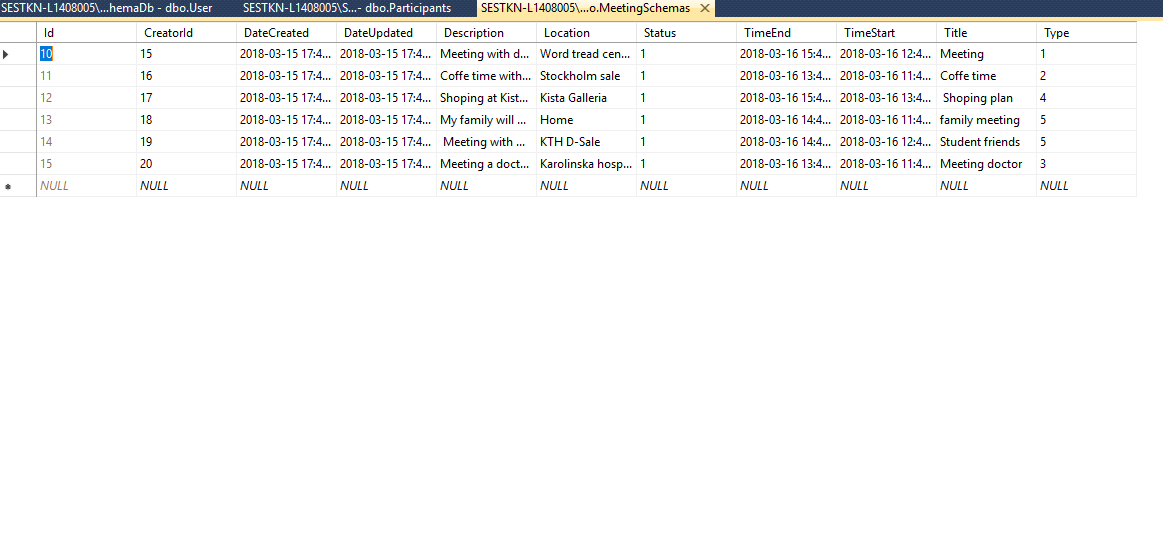 SESTKN-L1408005\...hemaDb - dbo.User SESTKN-L1408005\S...- dbo.Participants SESTKN-L1408005\...o.MeetingSchemas
Id CreatorId DateCreated DateUpdated Description Location Status TimeEnd TimeStart Title Type
10 15 2018-03-15 17:4... 2018-03-15 17:4... Meeting with d... Word tread cen... 1 2018-03-16 15:4... 2018-03-16 12:4... Meeting 1
11 16 2018-03-15 17:4... 2018-03-15 17:4... Coffe time with... Stockholm sale 1 2018-03-16 13:4... 2018-03-16 11:4... Coffe time 2
12 17 2018-03-15 17:4... 2018-03-15 17:4... Shoping at Kist... Kista Galleria 1 2018-03-16 15:4... 2018-03-16 13:4... Shoping plan 4
13 18 2018-03-15 17:4... 2018-03-15 17:4... My family will ... Home 1 2018-03-16 14:4... 2018-03-16 11:4... family meeting 5
14 19 2018-03-15 17:4... 2018-03-15 17:4... Meeting with ... KTH D-Sale 1 2018-03-16 14:4... 2018-03-16 12:4... Student friends 5
15 20 2018-03-15 17:4... 2018-03-15 17:4... Meeting a doct... Karolinska hosp... 1 2018-03-16 13:4... 2018-03-16 11:4... Meeting doctor 3
NULL NULL NULL NULL NULL NULL NULL NULL NULL NULL NULL